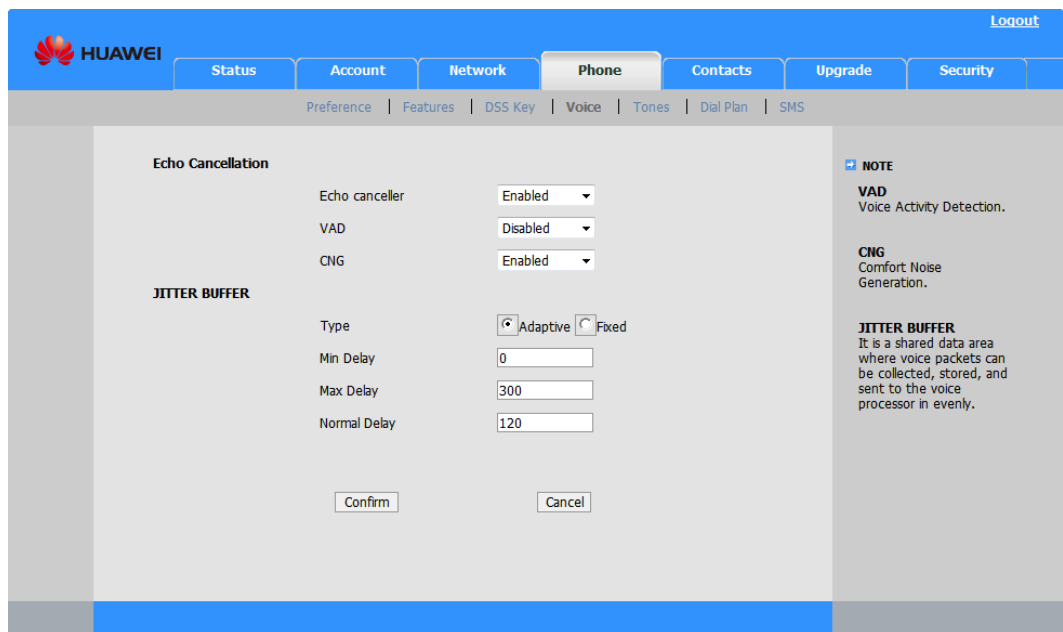 Logout
HUAWEI
Status Account Network Phone Contacts Upgrade Security
Preference | Features | DSS Key | Voice | Tones | Dial Plan | SMS
Echo Cancellation
Echo canceller Enabled
VAD Disabled
CNG Enabled
JITTER BUFFER
Type Adaptive Fixed
Min Delay 0
Max Delay 300
Normal Delay 120
Confirm Cancel
NOTE
VAD
Voice Activity Detection.
CNG
Comfort Noise
Generation.
JITTER BUFFER
It is a shared data area
where voice packets can
be collected, stored, and
sent to the voice
processor in evenly.